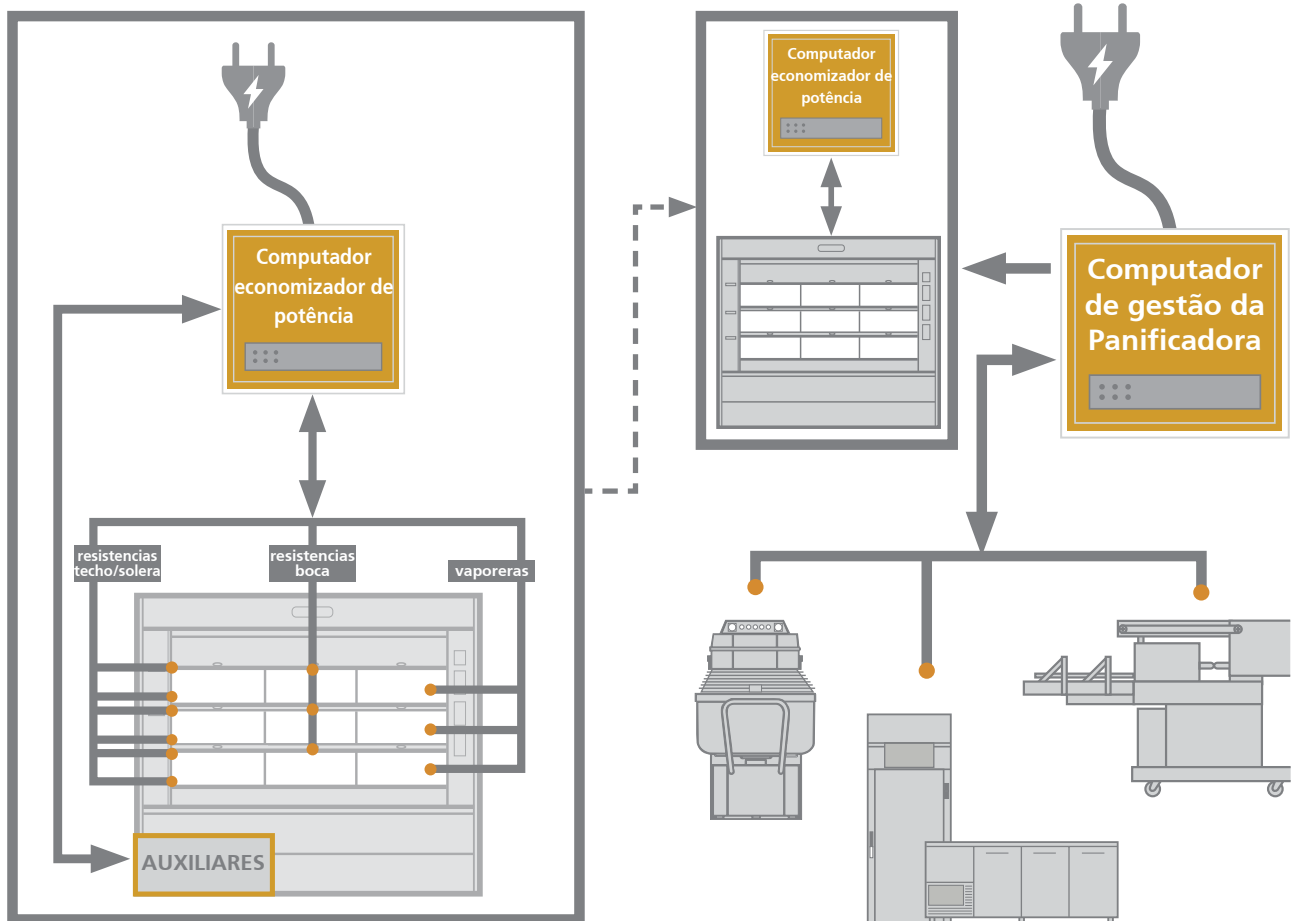 Computador
economizador de
potência
resistencias
techo/solera
resistencias
boca
vaporeras
AUXILIARES
Computador
economizador de
potência
Computador
de gestão da
Panificadora